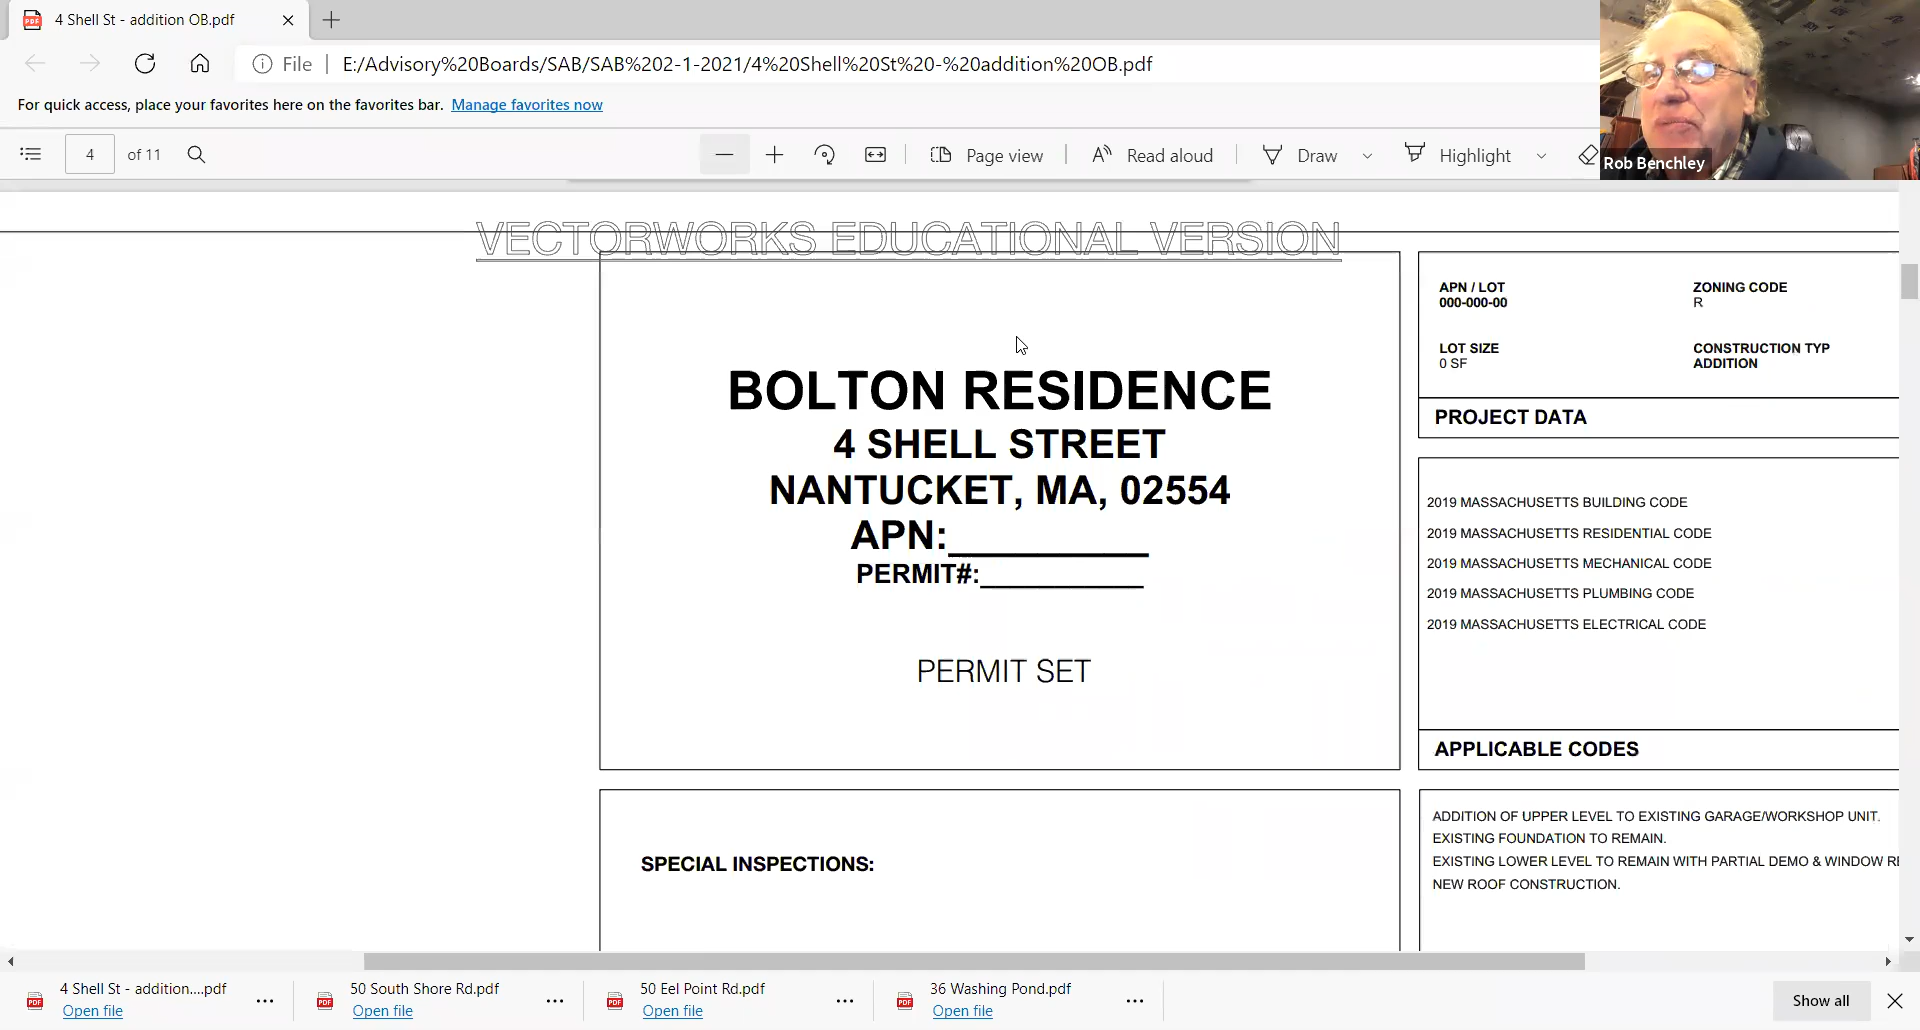 4 Shell St - addition OB.pdf
File
E:/Advisory%20Boards/SAB/SAB%202-1-2021/4%20Shell%20St%20-%20addition%20OB.pdf
For quick access, place your favorites here on the favorites bar. Manage favorites now
4 of 11
Page view
Read aloud
Draw
Highlight
Rob Benchley
VECTORWORKS EDUCATIONAL VERSION
BOLTON RESIDENCE
4 SHELL STREET
NANTUCKET, MA, 02554
APN:__________
PERMIT#:____________
PERMIT SET
SPECIAL INSPECTIONS:
APN / LOT
000-000-00
ZONING CODE
R
LOT SIZE
0 SF
CONSTRUCTION TYP
ADDITION
PROJECT DATA
2019 MASSACHUSETTS BUILDING CODE
2019 MASSACHUSETTS RESIDENTIAL CODE
2019 MASSACHUSETTS MECHANICAL CODE
2019 MASSACHUSETTS PLUMBING CODE
2019 MASSACHUSETTS ELECTRICAL CODE
APPLICABLE CODES
ADDITION OF UPPER LEVEL TO EXISTING GARAGE/WORKSHOP UNIT.
EXISTING FOUNDATION TO REMAIN.
EXISTING LOWER LEVEL TO REMAIN WITH PARTIAL DEMO & WINDOW RE
NEW ROOF CONSTRUCTION.
4 Shell St - addition....pdf
Open file
50 South Shore Rd.pdf
Open file
50 Eel Point Rd.pdf
Open file
36 Washing Pond.pdf
Open file
Show all